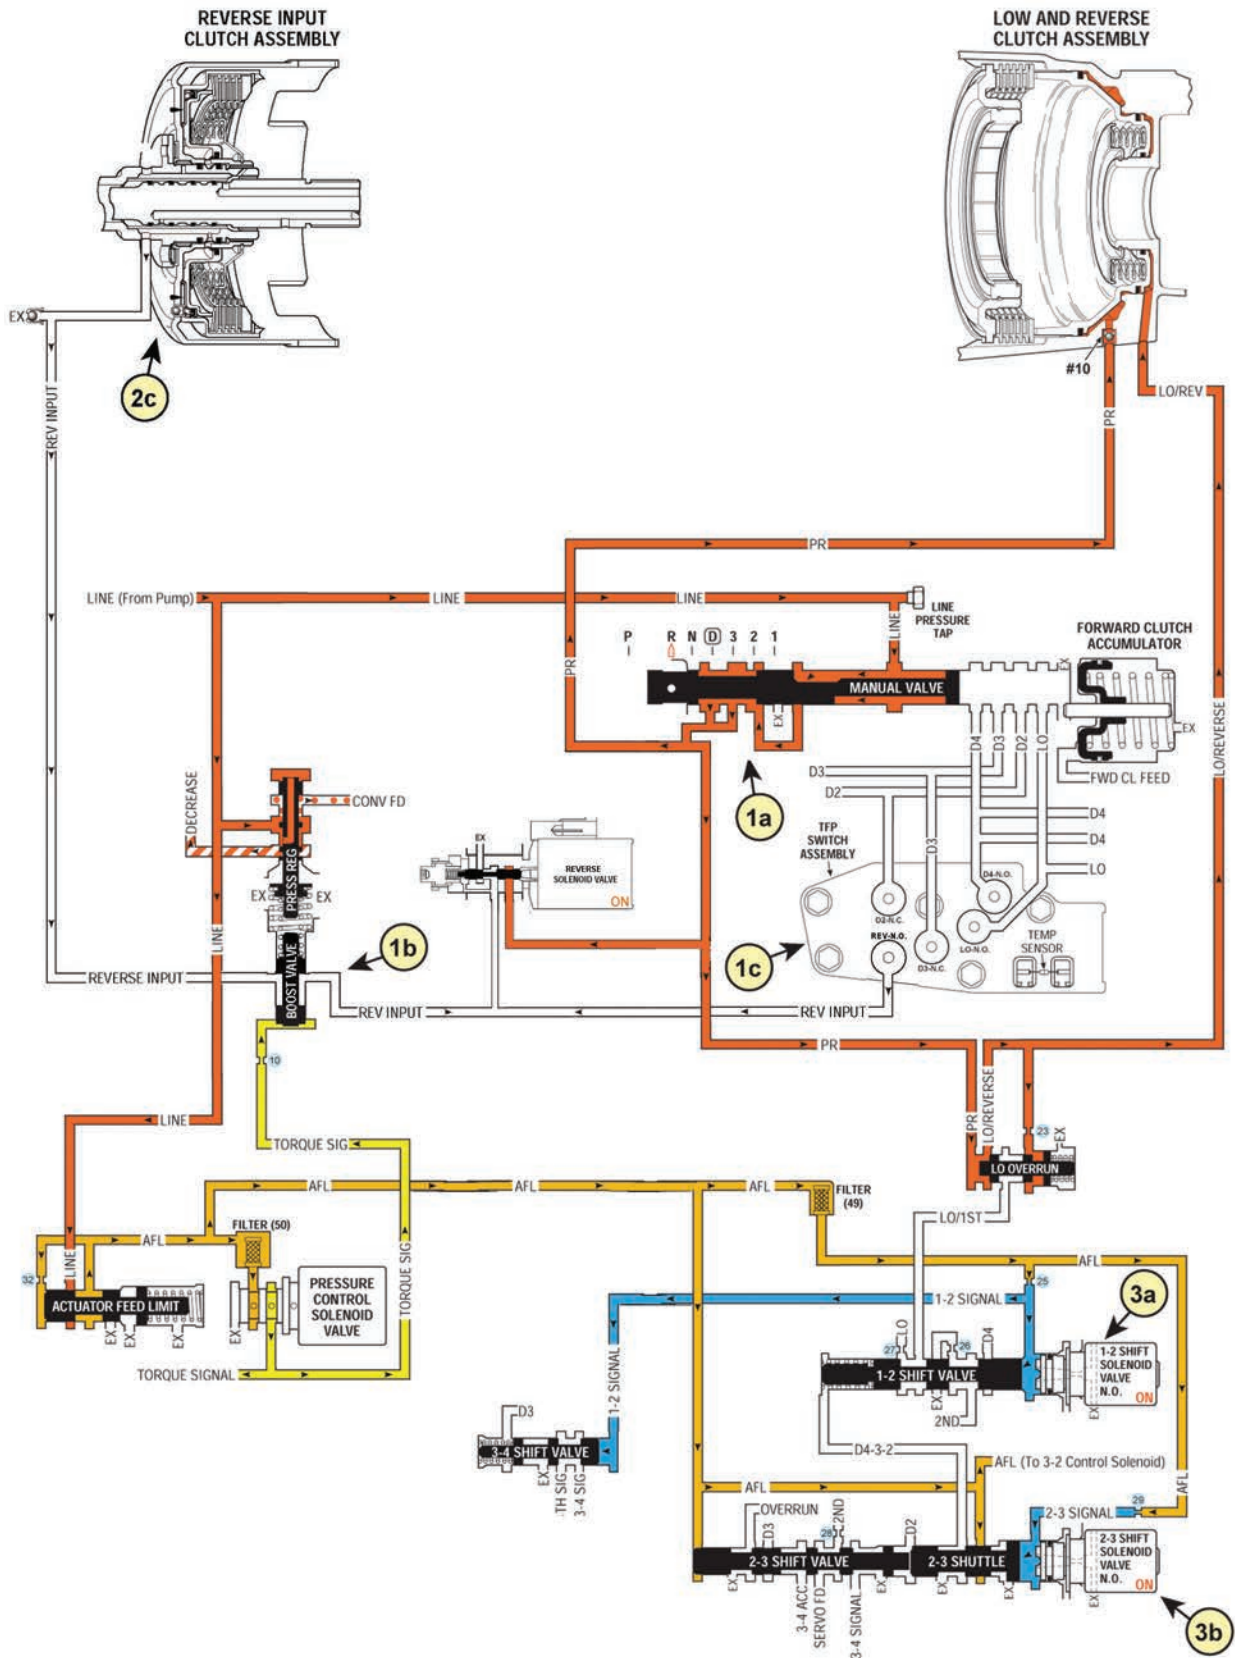 REVERSE INPUT
CLUTCH ASSEMBLY
LOW AND REVERSE
CLUTCH ASSEMBLY
EX
2c
#10
LO/REV
PR
REV INPUT
PR
LINE (From Pump)
LINE
LINE
LINE
PRESSURE
TAP
LINE
P R N D 3 2 1
MANUAL VALVE
FORWARD CLUTCH
ACCUMULATOR
EX
EX
PR
EX
D4
D3
D2
LO
FWD CL FEED
LO/REVERSE
D3
D2
1a
D4
D4
LO
D3
TFP
SWITCH
ASSEMBLY
D2-N.C.
D4-N.O.
REV-N.O.
D3-N.C.
LO-N.O.
TEMP
SENSOR
1c
DECREASE
CONV FD
PRESS REG
EX
EX
LINE
EX
REVERSE
SOLENOID VALVE
ON
1b
REVERSE INPUT
BOOST VALVE
REV INPUT
REV INPUT
10
PR
PR
LO/REVERSE
23
EX
LO OVERRUN
LINE
TORQUE SIG
AFL
AFL
AFL
FILTER
(49)
LO/1ST
FILTER (50)
AFL
LINE
32
ACTUATOR FEED LIMIT
EX
EX
EX
EX
PRESSURE
CONTROL
SOLENOID
VALVE
TORQUE SIG
TORQUE SIGNAL
AFL
25
1-2 SIGNAL
3a
27
LO
26
D4
1-2 SHIFT VALVE
EX
2ND
1-2 SHIFT
SOLENOID
VALVE
N.O.
ON
EX
1-2 SIGNAL
D3
3-4 SHIFT VALVE
EX
4TH SIG
3-4 SIG
D4-3-2
AFL (To 3-2 Control Solenoid)
AFL
AFL
OVERRUN
D3
28
2ND
D2
2-3 SIGNAL
29
2-3 SHIFT VALVE
2-3 SHUTTLE
2-3 SHIFT
SOLENOID
VALVE
N.O.
ON
EX
EX
3-4 ACC
SERVO FD
3-4 SIGNAL
EX
EX
EX
3b